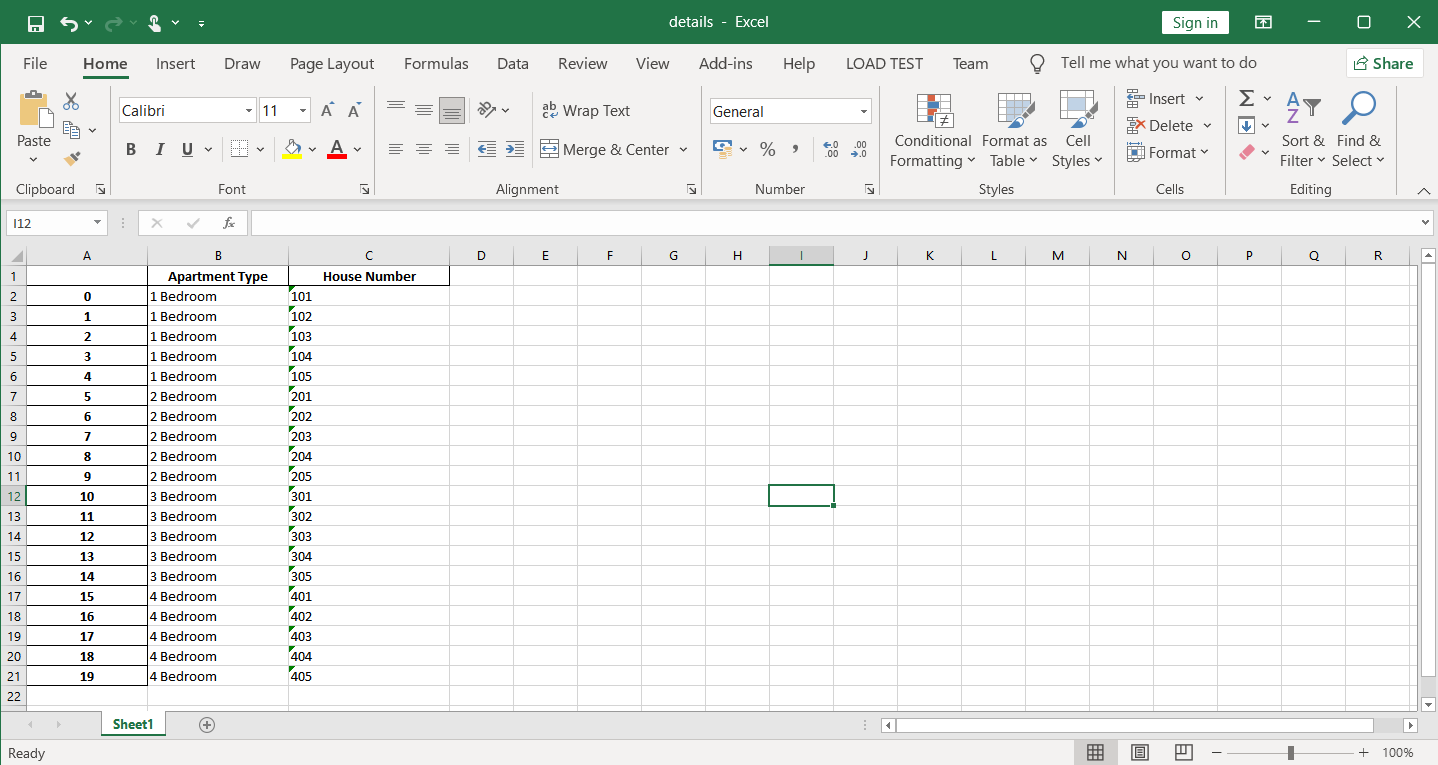 details - Excel
Sign in
File Home Insert Draw Page Layout Formulas Data Review View Add-ins Help LOAD TEST Team Tell me what you want to do Share
Paste
Calibri 11
B I U A
ab Wrap Text
Merge & Center
General
% , .00 .0
Conditional Formatting
Format as Table
Cell Styles
Insert
Delete
Format
Sort & Filter
Find & Select
Clipboard Font Alignment Number Styles Cells Editing
I12 fx
A B C D E F G H I J K L M N O P Q R
1 Apartment Type House Number
2 0 1 Bedroom 101
3 1 1 Bedroom 102
4 2 1 Bedroom 103
5 3 1 Bedroom 104
6 4 1 Bedroom 105
7 5 2 Bedroom 201
8 6 2 Bedroom 202
9 7 2 Bedroom 203
10 8 2 Bedroom 204
11 9 2 Bedroom 205
12 10 3 Bedroom 301
13 11 3 Bedroom 302
14 12 3 Bedroom 303
15 13 3 Bedroom 304
16 14 3 Bedroom 305
17 15 4 Bedroom 401
18 16 4 Bedroom 402
19 17 4 Bedroom 403
20 18 4 Bedroom 404
21 19 4 Bedroom 405
22
Sheet1
Ready 100%